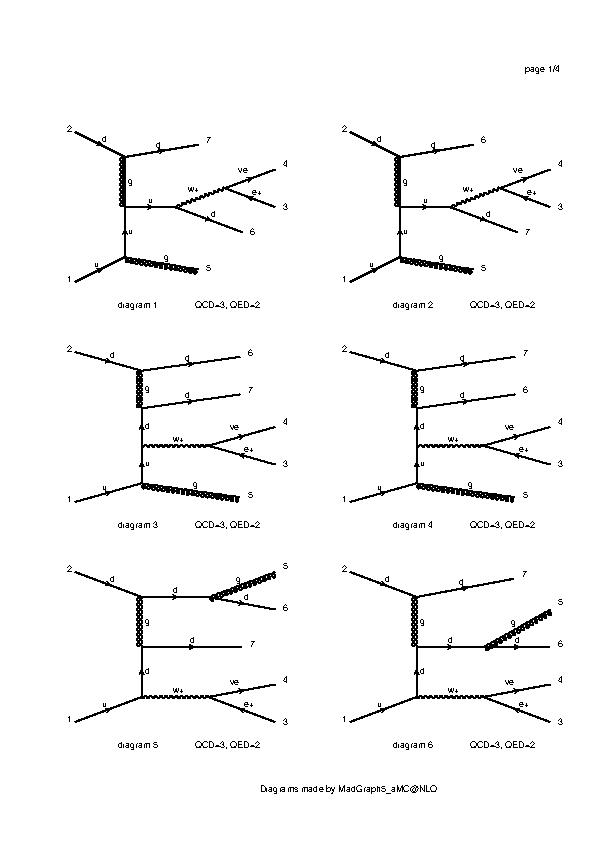 page 1/4
2 d d 7 2 d d 6
g ve 4 g ve 4
w+ e+ w+ e+
u 3 u 3
u d 6 u d 7
g g
1 u 5 1 u 5
diagram 1 QCD=3, QED=2 diagram 2 QCD=3, QED=2
2 d d 6 2 d d 7
g d 7 g d 6
d ve 4 d ve 4
w+ e+ w+ e+
u 3 u 3
g g
1 u 5 1 u 5
diagram 3 QCD=3, QED=2 diagram 4 QCD=3, QED=2
2 d d g 5 2 d d 7
d 6 g 5
g d 7 g d d 6
d ve 4 d ve 4
w+ e+ w+ e+
1 u 3 1 u 3
diagram 5 QCD=3, QED=2 diagram 6 QCD=3, QED=2
Diagrams made by MadGraph5_aMC@NLO